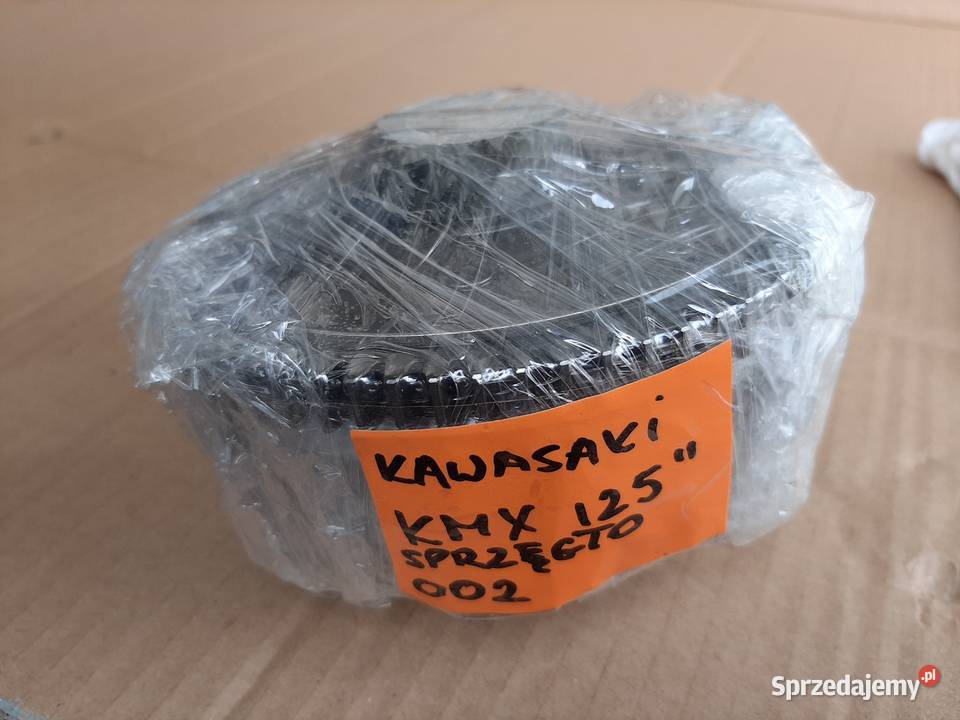 KAWASAKi
KMX 125"
SPRZĘGŁO
002
Sprzedajemy.pl